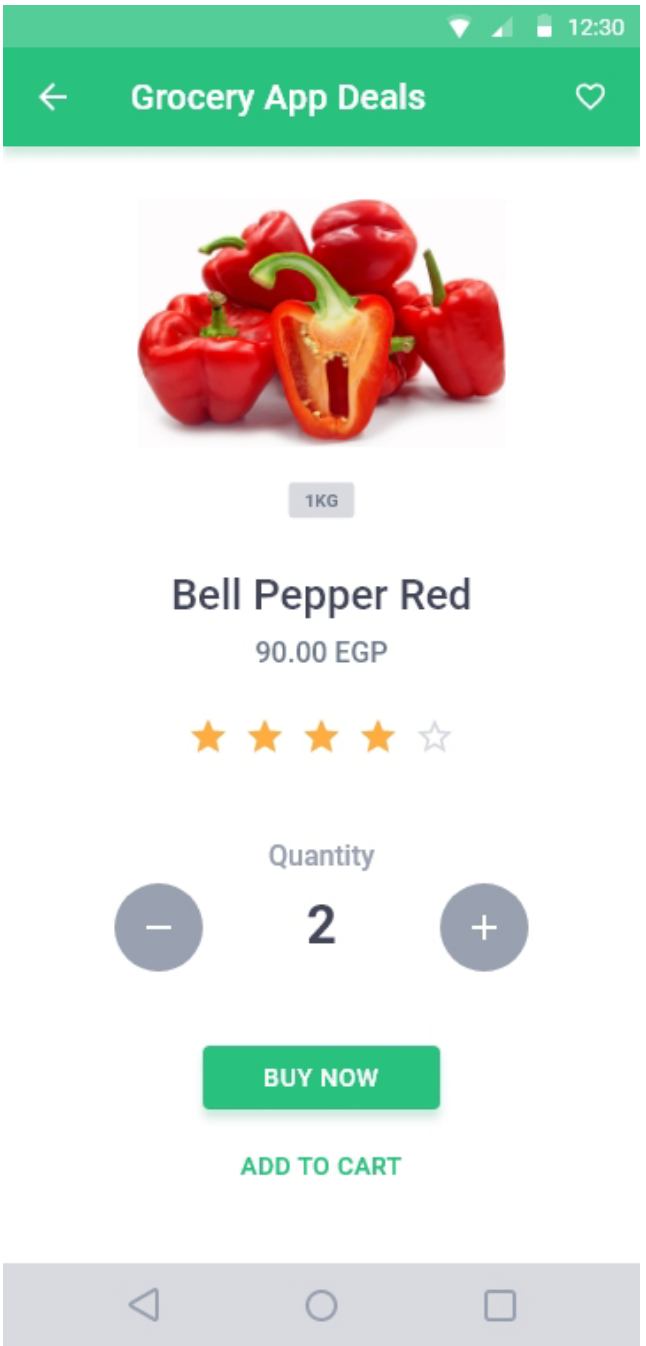 12:30
Grocery App Deals
1KG
Bell Pepper Red
90.00 EGP
Quantity
2
BUY NOW
ADD TO CART